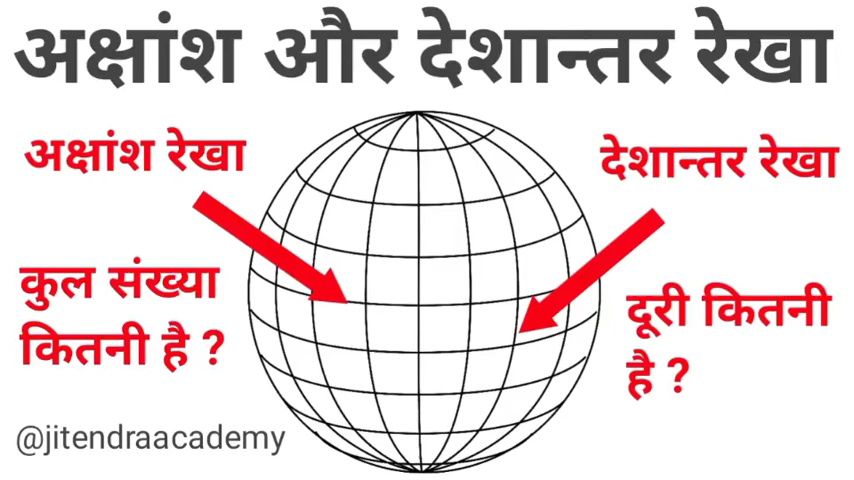 अक्षांश और देशान्तर रेखा
अक्षांश रेखा
देशान्तर रेखा
कुल संख्या
कितनी है ?
दूरी कितनी
है ?
@jitendraacademy